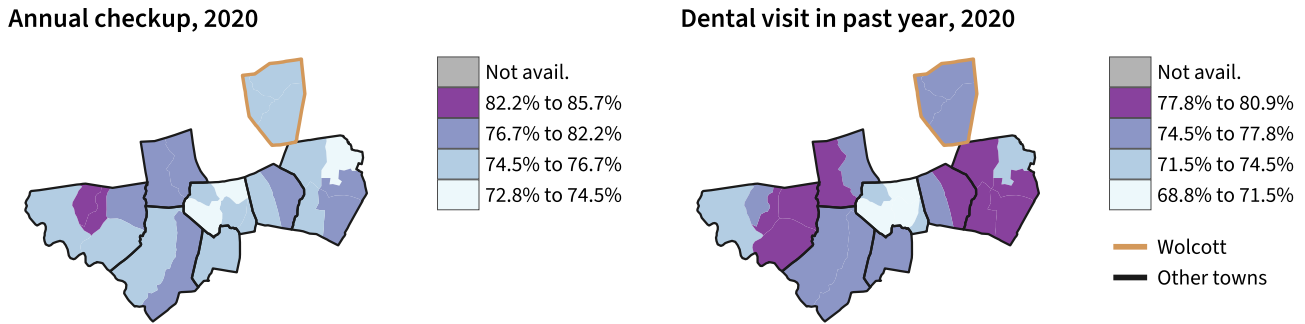 Annual checkup, 2020
Not avail.
82.2% to 85.7%
76.7% to 82.2%
74.5% to 76.7%
72.8% to 74.5%
Dental visit in past year, 2020
Not avail.
77.8% to 80.9%
74.5% to 77.8%
71.5% to 74.5%
68.8% to 71.5%
Wolcott
Other towns